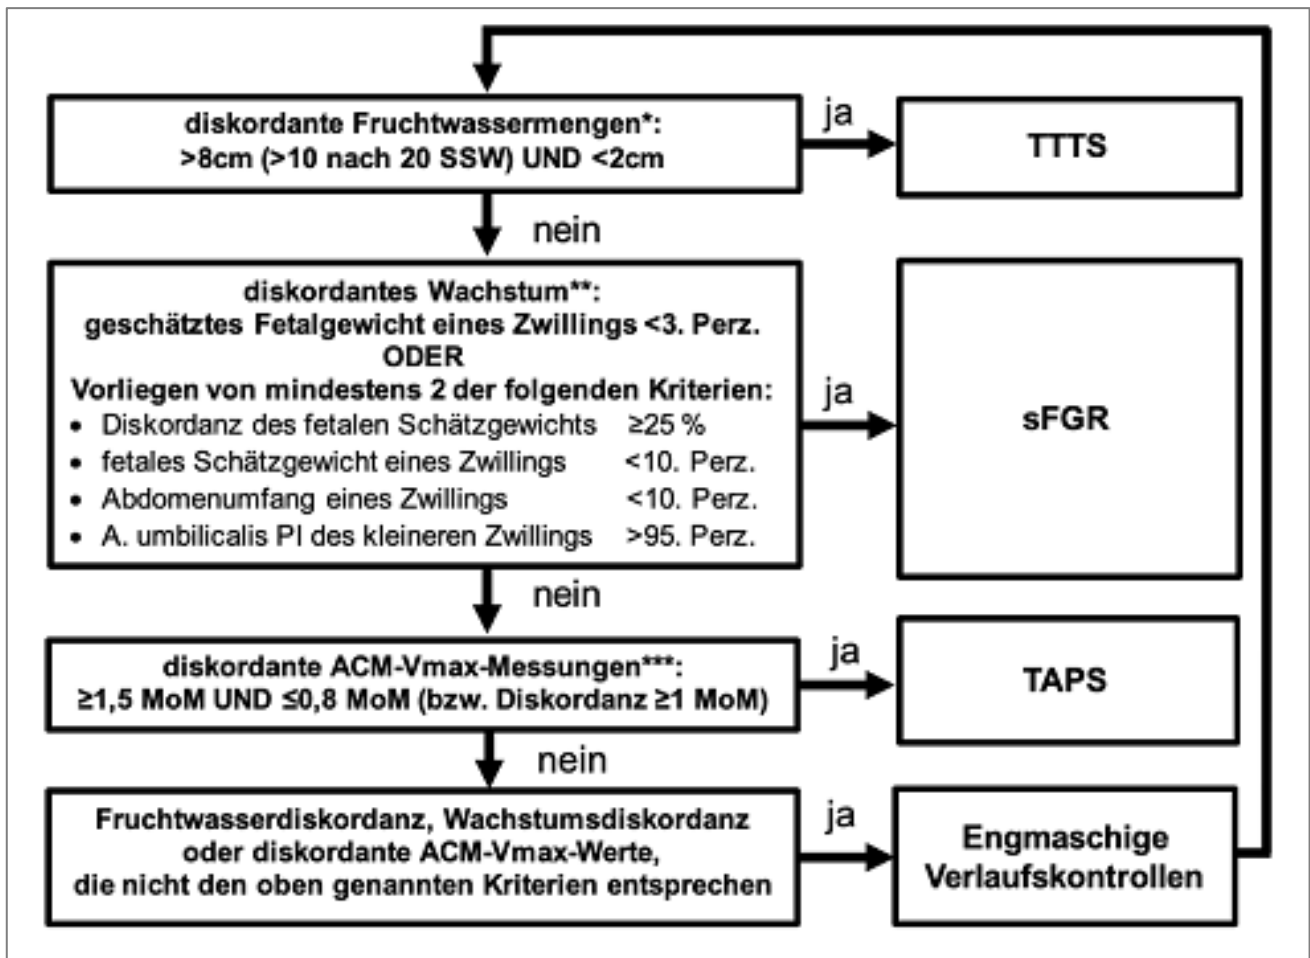 diskordante Fruchtwassermengen*:
>8cm (>10 nach 20 SSW) UND <2cm
ja
TTTS
nein
diskordantes Wachstum**:
geschätztes Fetalgewicht eines Zwillings <3. Perz.
ODER
Vorliegen von mindestens 2 der folgenden Kriterien:
• Diskordanz des fetalen Schätzgewichts ≥25 %
• fetales Schätzgewicht eines Zwillings <10. Perz.
• Abdomenumfang eines Zwillings <10. Perz.
• A. umbilicalis PI des kleineren Zwillings >95. Perz.
ja
sFGR
nein
diskordante ACM-Vmax-Messungen***:
≥1,5 MoM UND ≤0,8 MoM (bzw. Diskordanz ≥1 MoM)
ja
TAPS
nein
Fruchtwasserdiskordanz, Wachstumsdiskordanz
oder diskordante ACM-Vmax-Werte,
die nicht den oben genannten Kriterien entsprechen
ja
Engmaschige
Verlaufskontrollen